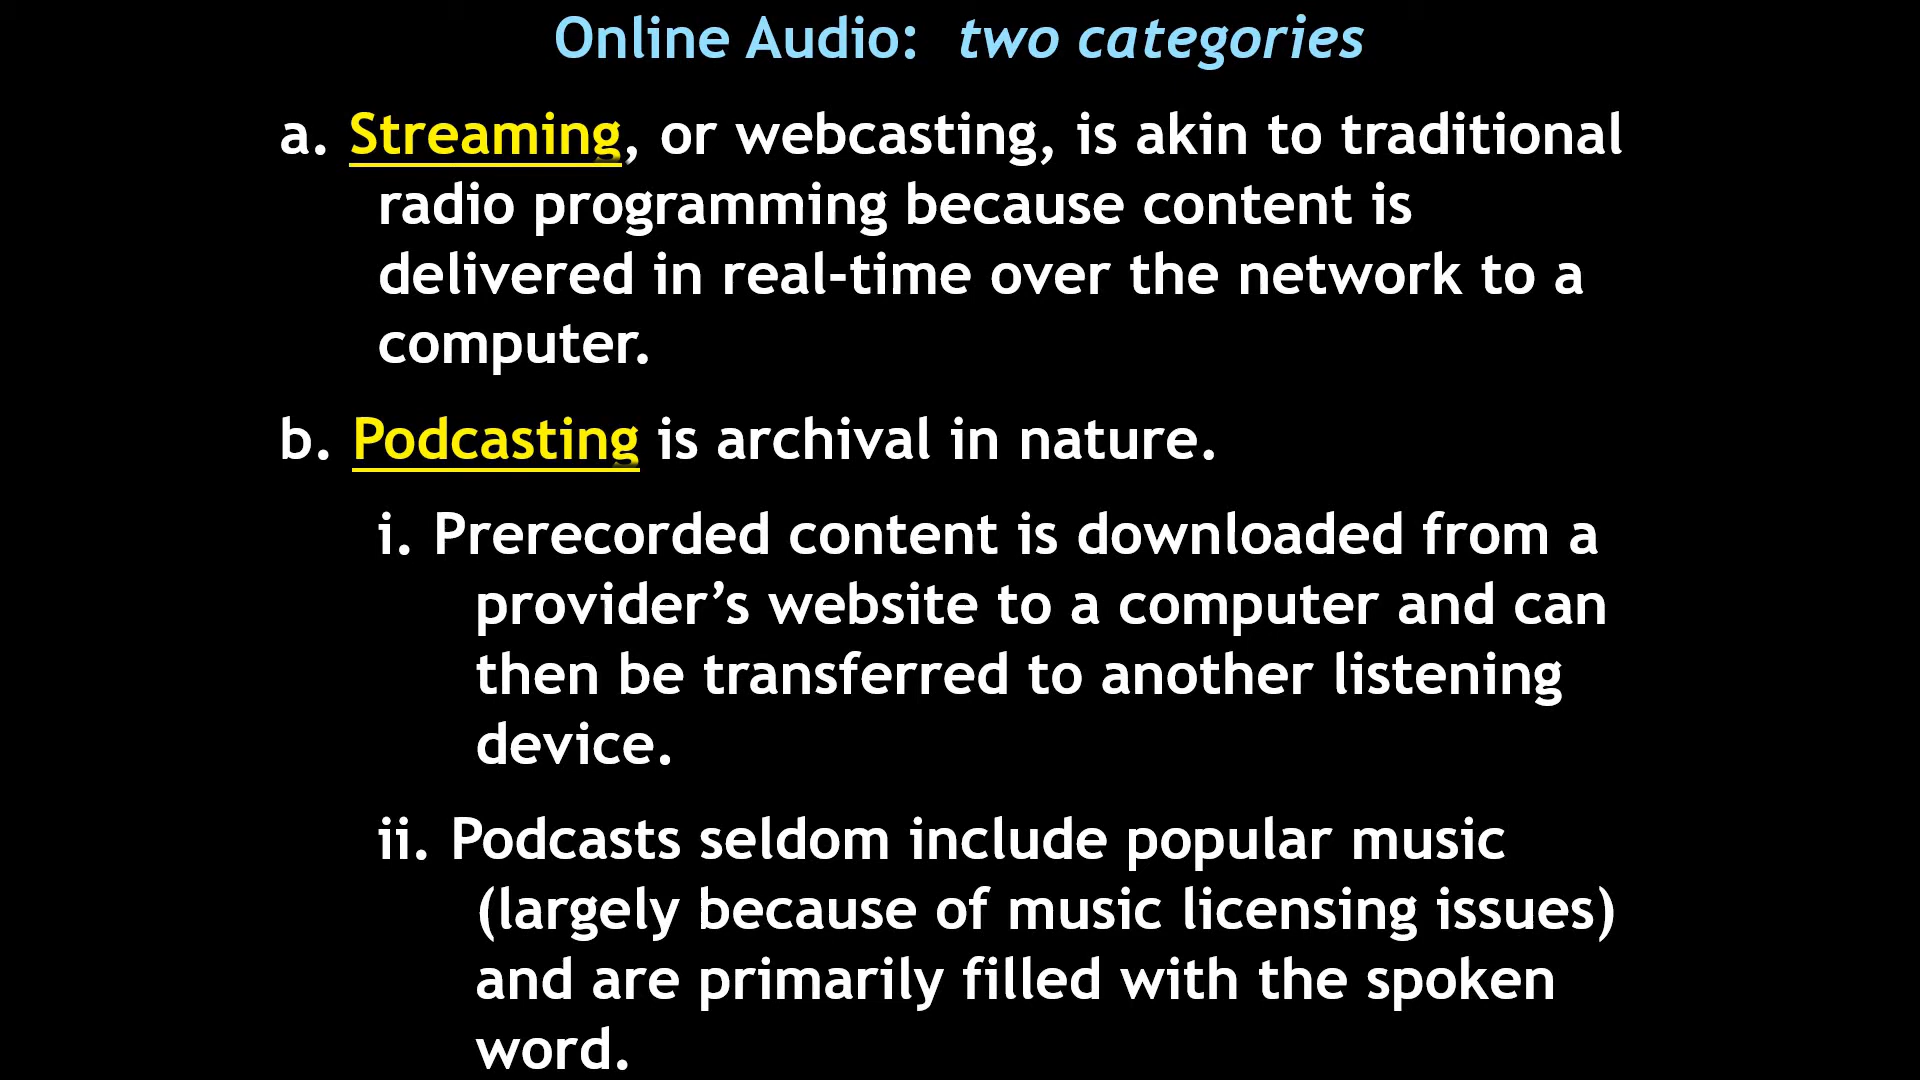 Online Audio: two categories
a. Streaming, or webcasting, is akin to traditional
radio programming because content is
delivered in real-time over the network to a
computer.
b. Podcasting is archival in nature.
i. Prerecorded content is downloaded from a
provider’s website to a computer and can
then be transferred to another listening
device.
ii. Podcasts seldom include popular music
(largely because of music licensing issues)
and are primarily filled with the spoken
word.